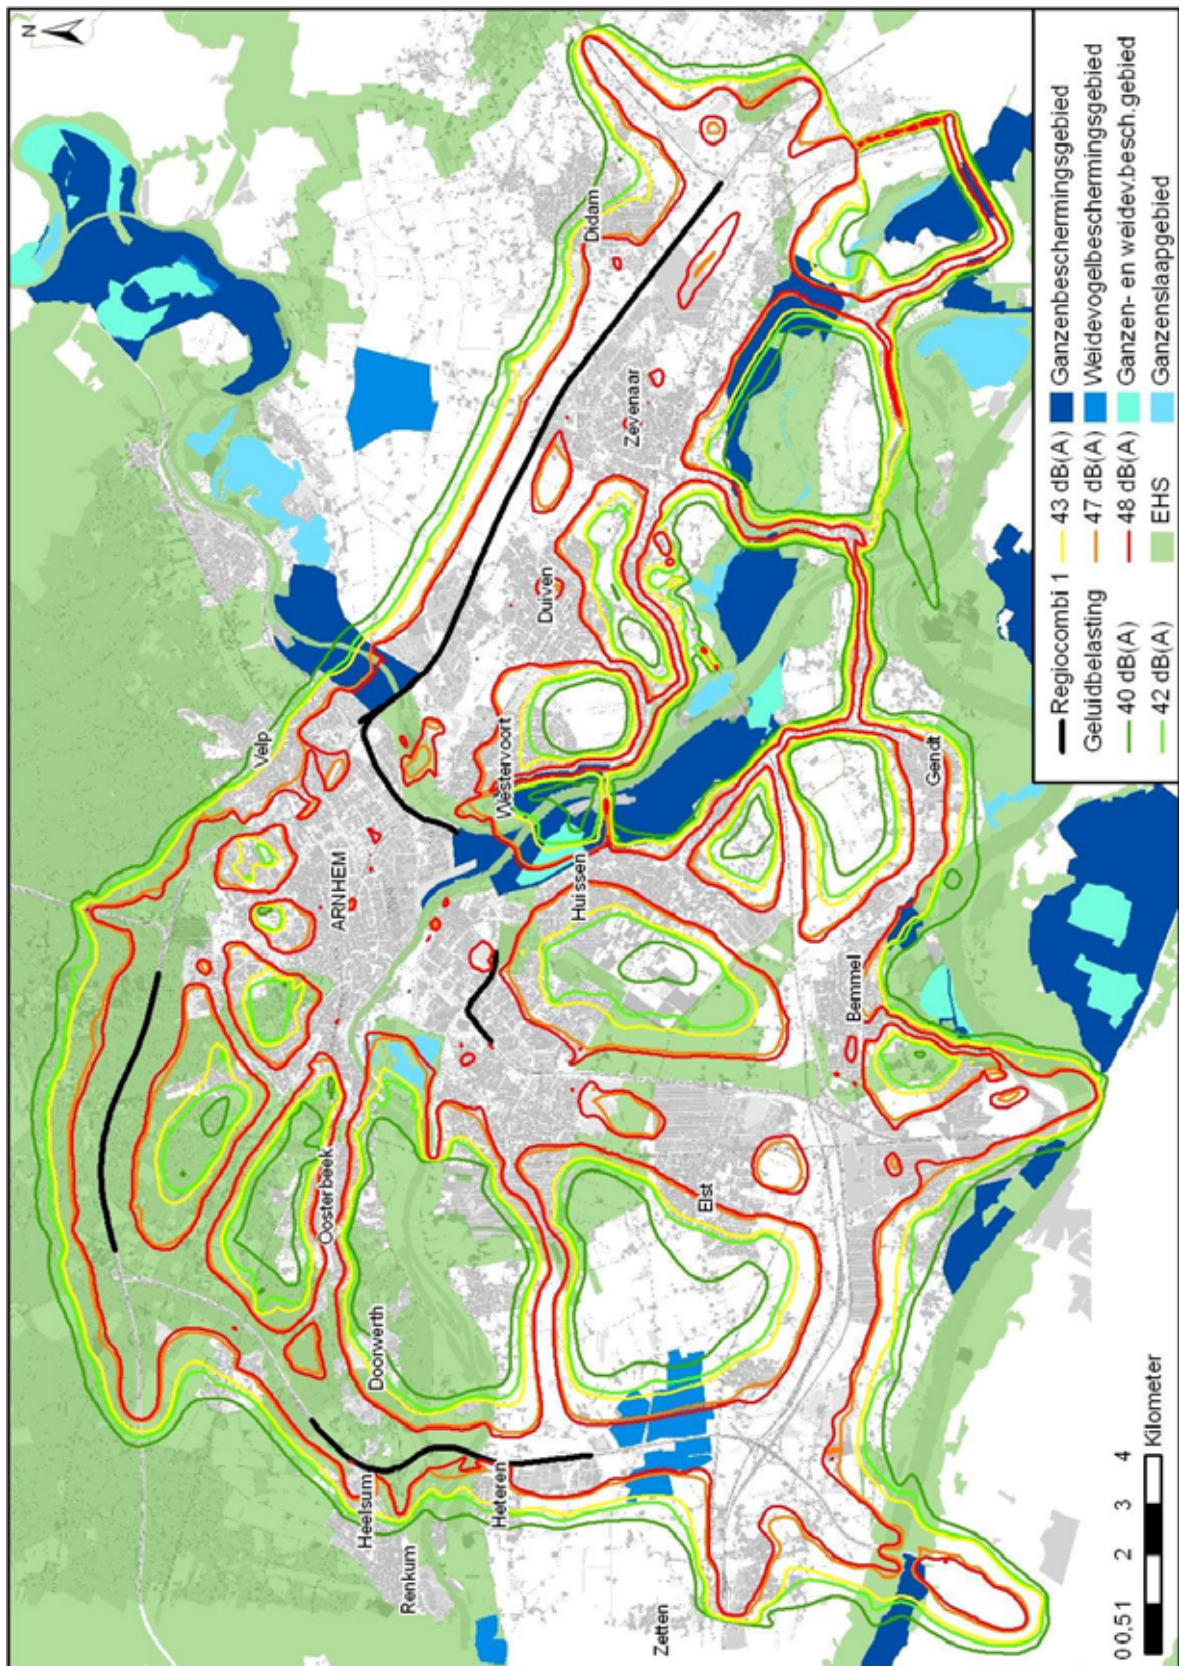 N
Velp
ARNHEM
Didam
Zevenaar
Duiven
Westervoort
Huissen
Gendt
Bemmel
Elst
Oosterbeek
Doorwerth
Heelsum
Renkum
Heteren
Zetten
Regiocombi 1
Geluidbelasting
40 dB(A)
42 dB(A)
43 dB(A)
47 dB(A)
48 dB(A)
EHS
Ganzenbeschermingsgebied
Weidevogelbeschermingsgebied
Ganzen- en weidev.besch.gebied
Ganzenslaapgebied
0 0,5 1 2 3 4
Kilometer